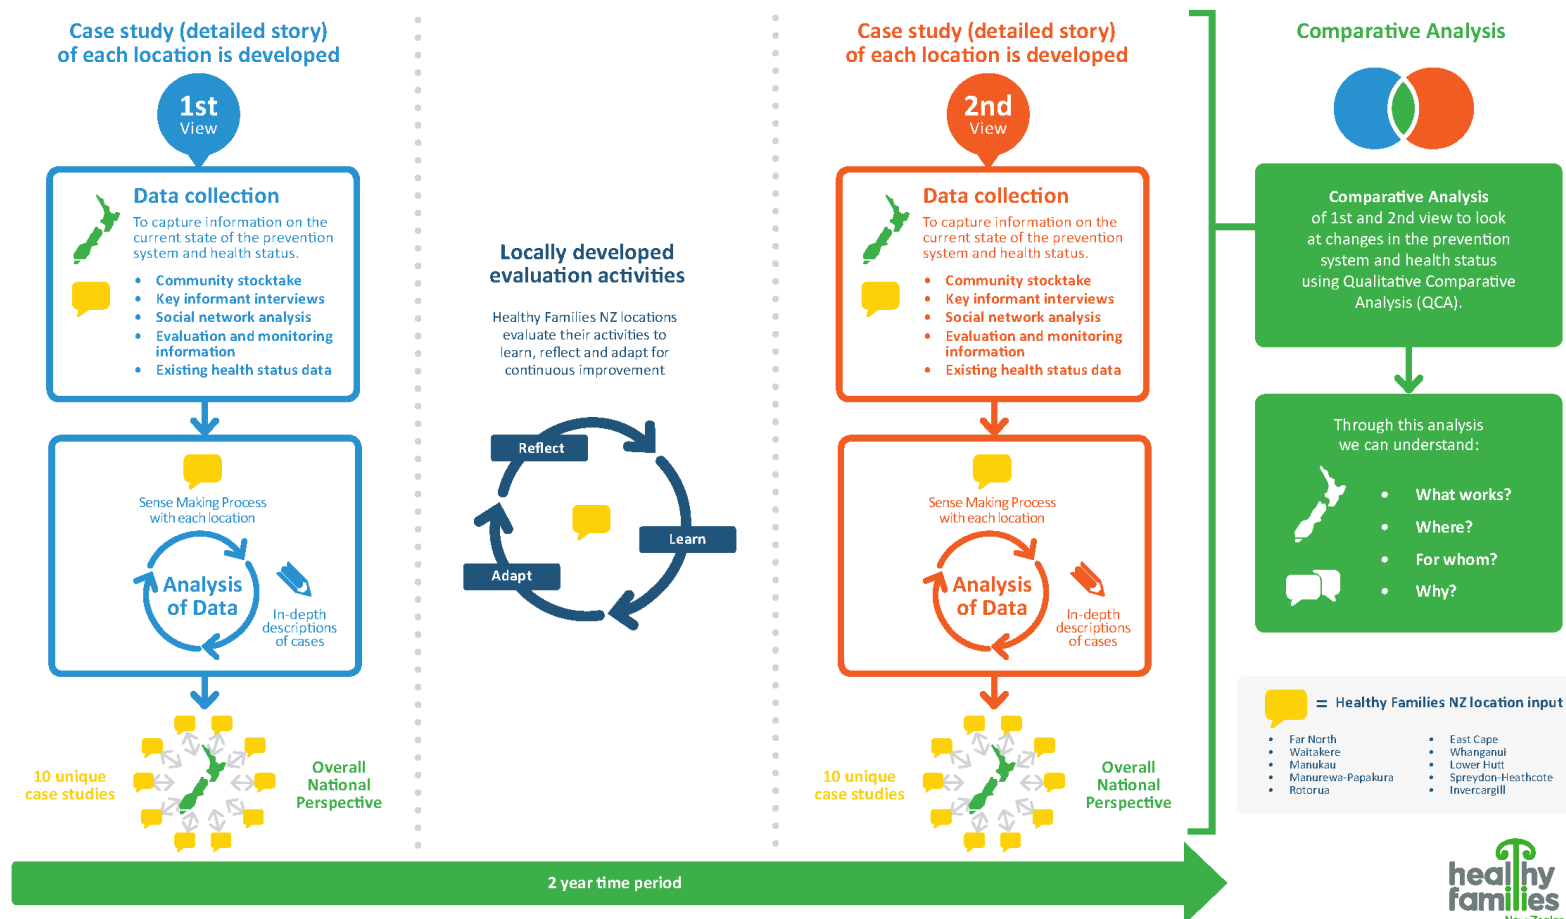 Case study (detailed story)
of each location is developed
1st
View
Data collection
To capture information on the
current state of the prevention
system and health status.
• Community stocktake
• Key informant interviews
• Social network analysis
• Evaluation and monitoring
information
• Existing health status data
Sense Making Process
with each location
Analysis
of Data
In-depth
descriptions
of cases
10 unique
case studies
Overall
National
Perspective
Locally developed
evaluation activities
Healthy Families NZ locations
evaluate their activities to
learn, reflect and adapt for
continuous improvement
Reflect
Learn
Adapt
Case study (detailed story)
of each location is developed
2nd
View
Data collection
To capture information on the
current state of the prevention
system and health status.
• Community stocktake
• Key informant interviews
• Social network analysis
• Evaluation and monitoring
information
• Existing health status data
Sense Making Process
with each location
Analysis
of Data
In-depth
descriptions
of cases
10 unique
case studies
Overall
National
Perspective
2 year time period
Comparative Analysis
Comparative Analysis
of 1st and 2nd view to look
at changes in the prevention
system and health status
using Qualitative Comparative
Analysis (QCA).
Through this analysis
we can understand:
• What works?
• Where?
• For whom?
• Why?
= Healthy Families NZ location input
• Far North
• Waitakere
• Manukau
• Manurewa-Papakura
• Rotorua
• East Cape
• Whanganui
• Lower Hutt
• Spreydon-Heathcote
• Invercargill
healthy
families